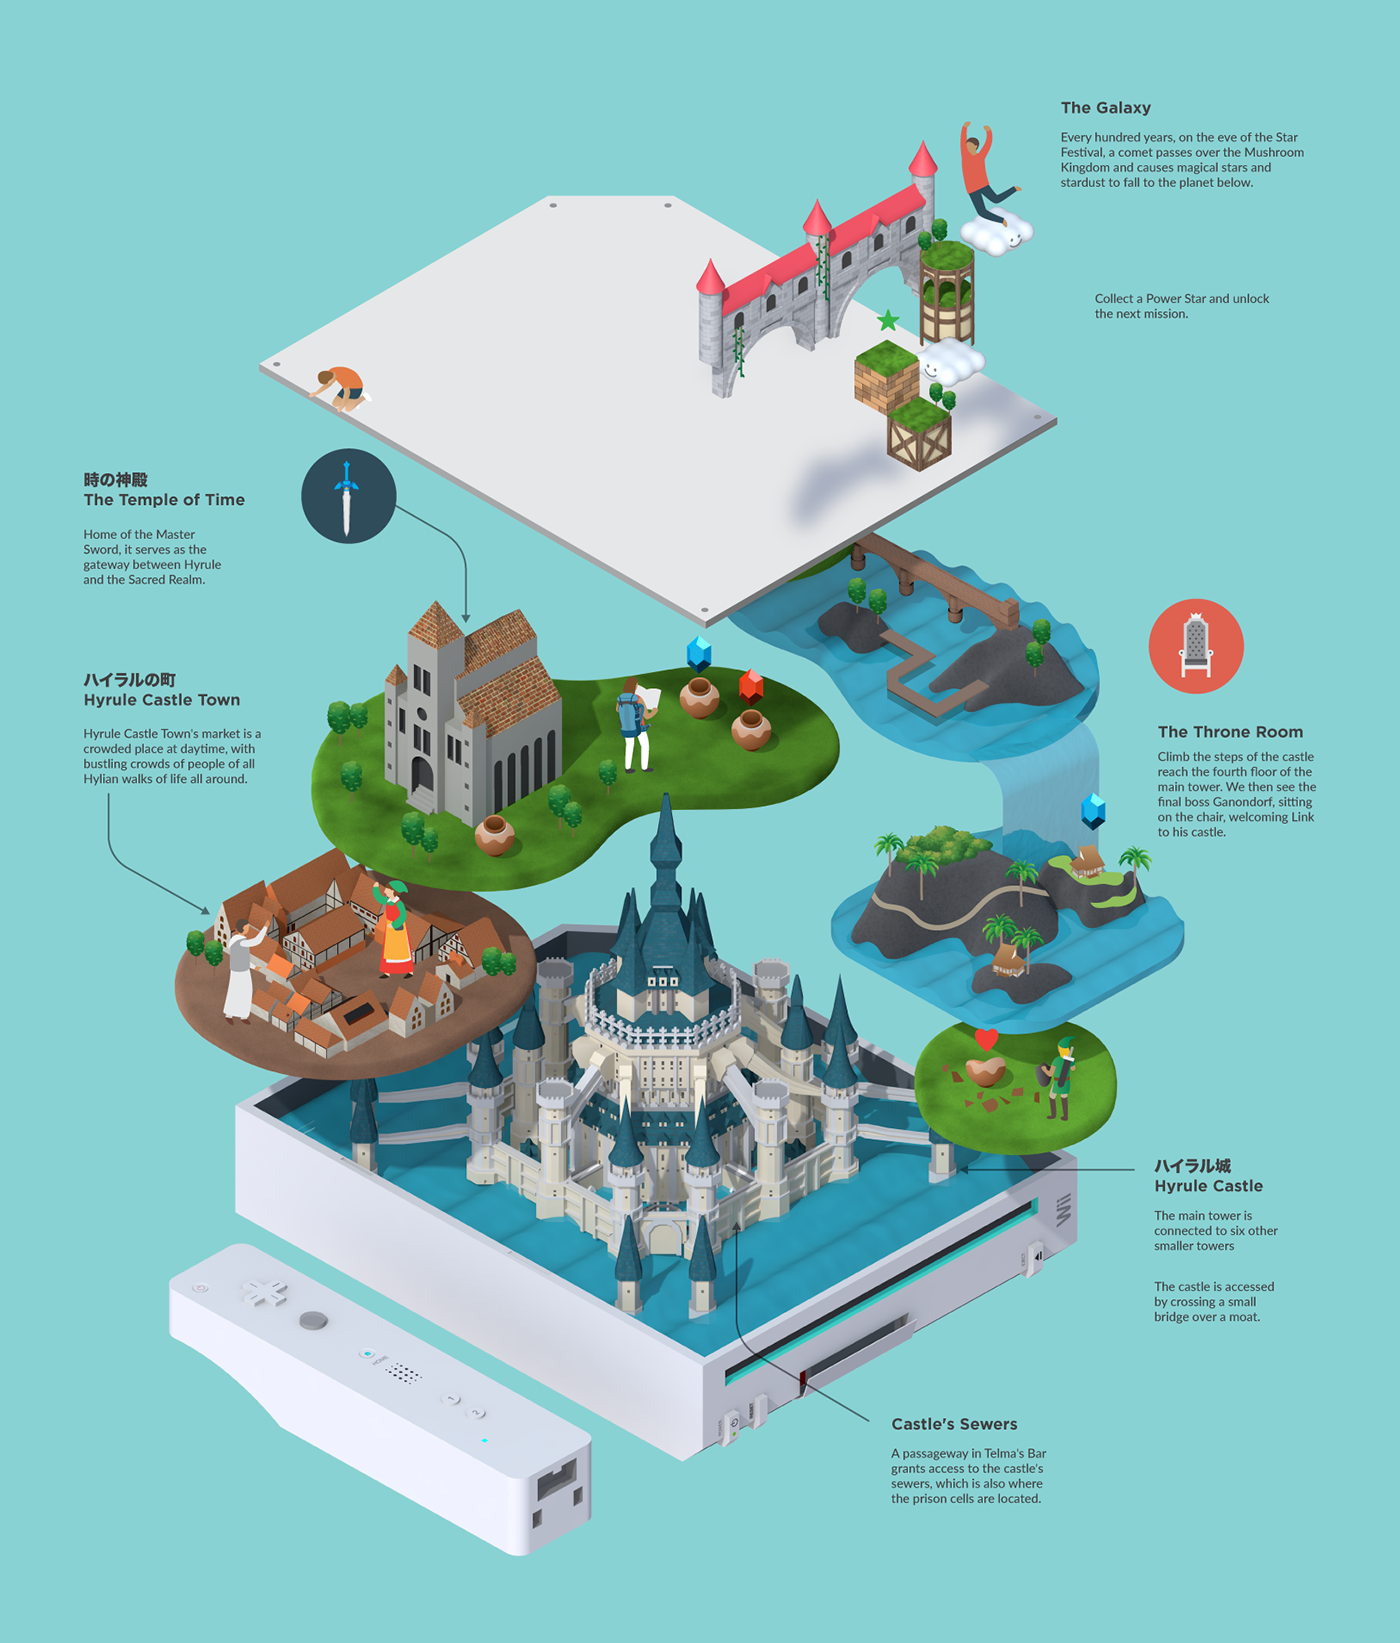 The Galaxy
Every hundred years, on the eve of the Star
Festival, a comet passes over the Mushroom
Kingdom and causes magical stars and
stardust to fall to the planet below.
Collect a Power Star and unlock
the next mission.
時の神殿
The Temple of Time
Home of the Master
Sword, it serves as the
gateway between Hyrule
and the Sacred Realm.
ハイラルの町
Hyrule Castle Town
Hyrule Castle Town's market is a
crowded place at daytime, with
bustling crowds of people of all
Hylian walks of life all around.
The Throne Room
Climb the steps of the castle
reach the fourth floor of the
main tower. We then see the
final boss Ganondorf, sitting
on the chair, welcoming Link
to his castle.
ハイラル城
Hyrule Castle
The main tower is
connected to six other
smaller towers
The castle is accessed
by crossing a small
bridge over a moat.
Wii
HOME
1
2
RESET
Castle's Sewers
A passageway in Telma's Bar
grants access to the castle's
sewers, which is also where
the prison cells are located.